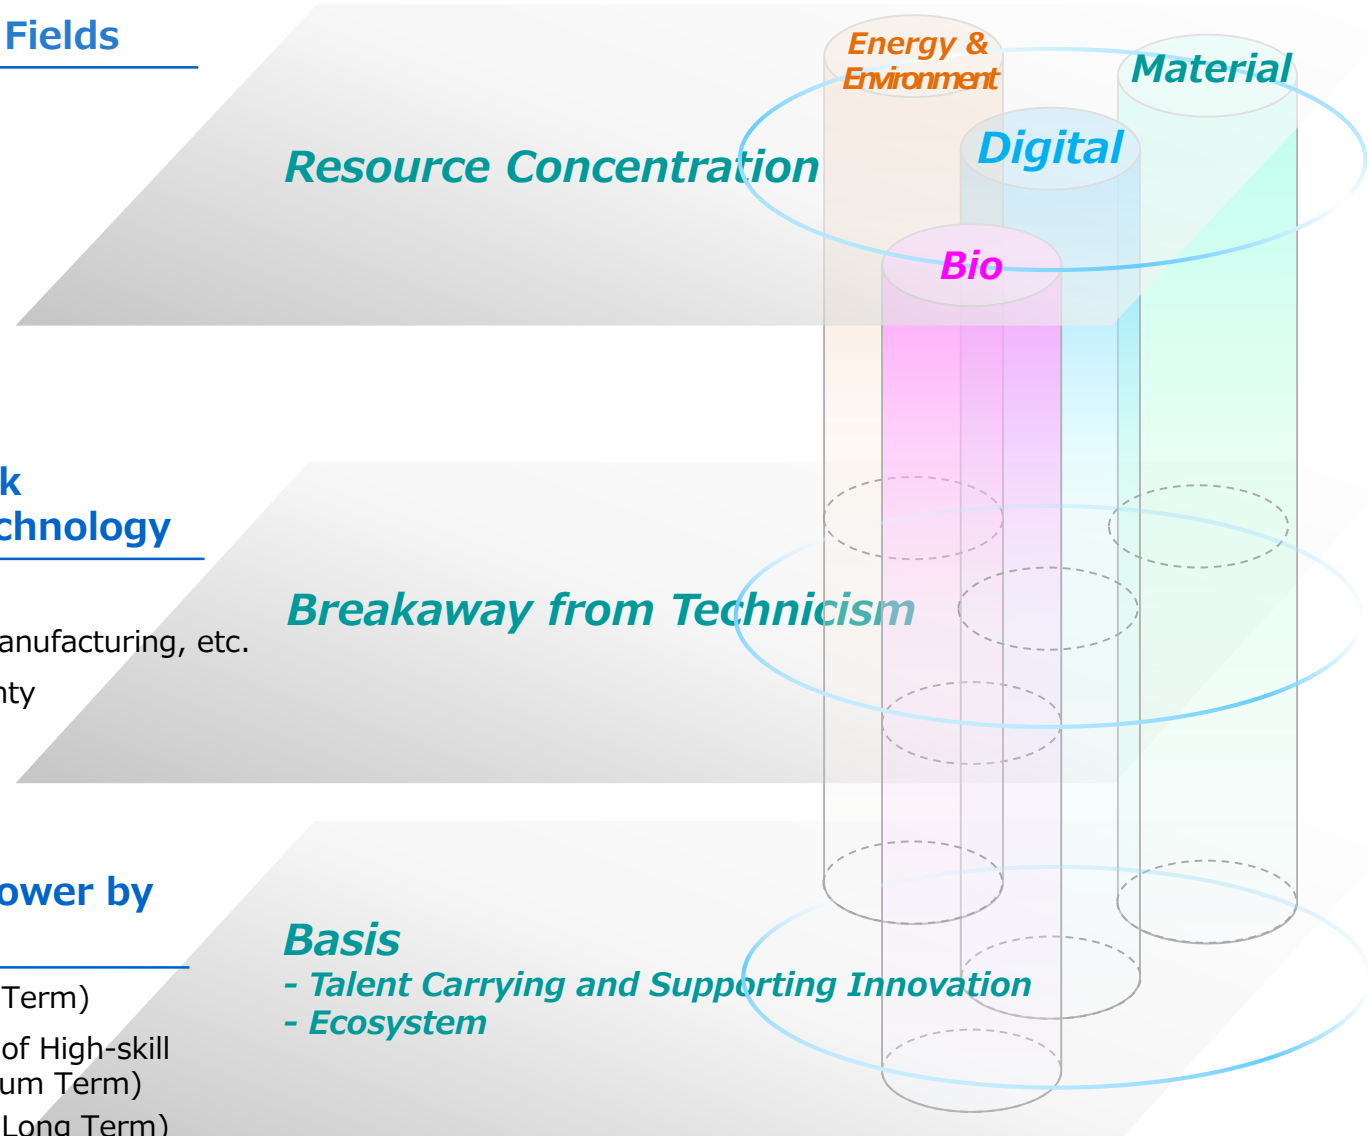 Fields
Energy &
Environment
Material
Digital
Resource Concentration
Bio
k
chnology
Breakaway from Technicism
anufacturing, etc.
nty
ower by
Basis
- Talent Carrying and Supporting Innovation
- Ecosystem
Term)
of High-skill
um Term)
Long Term)